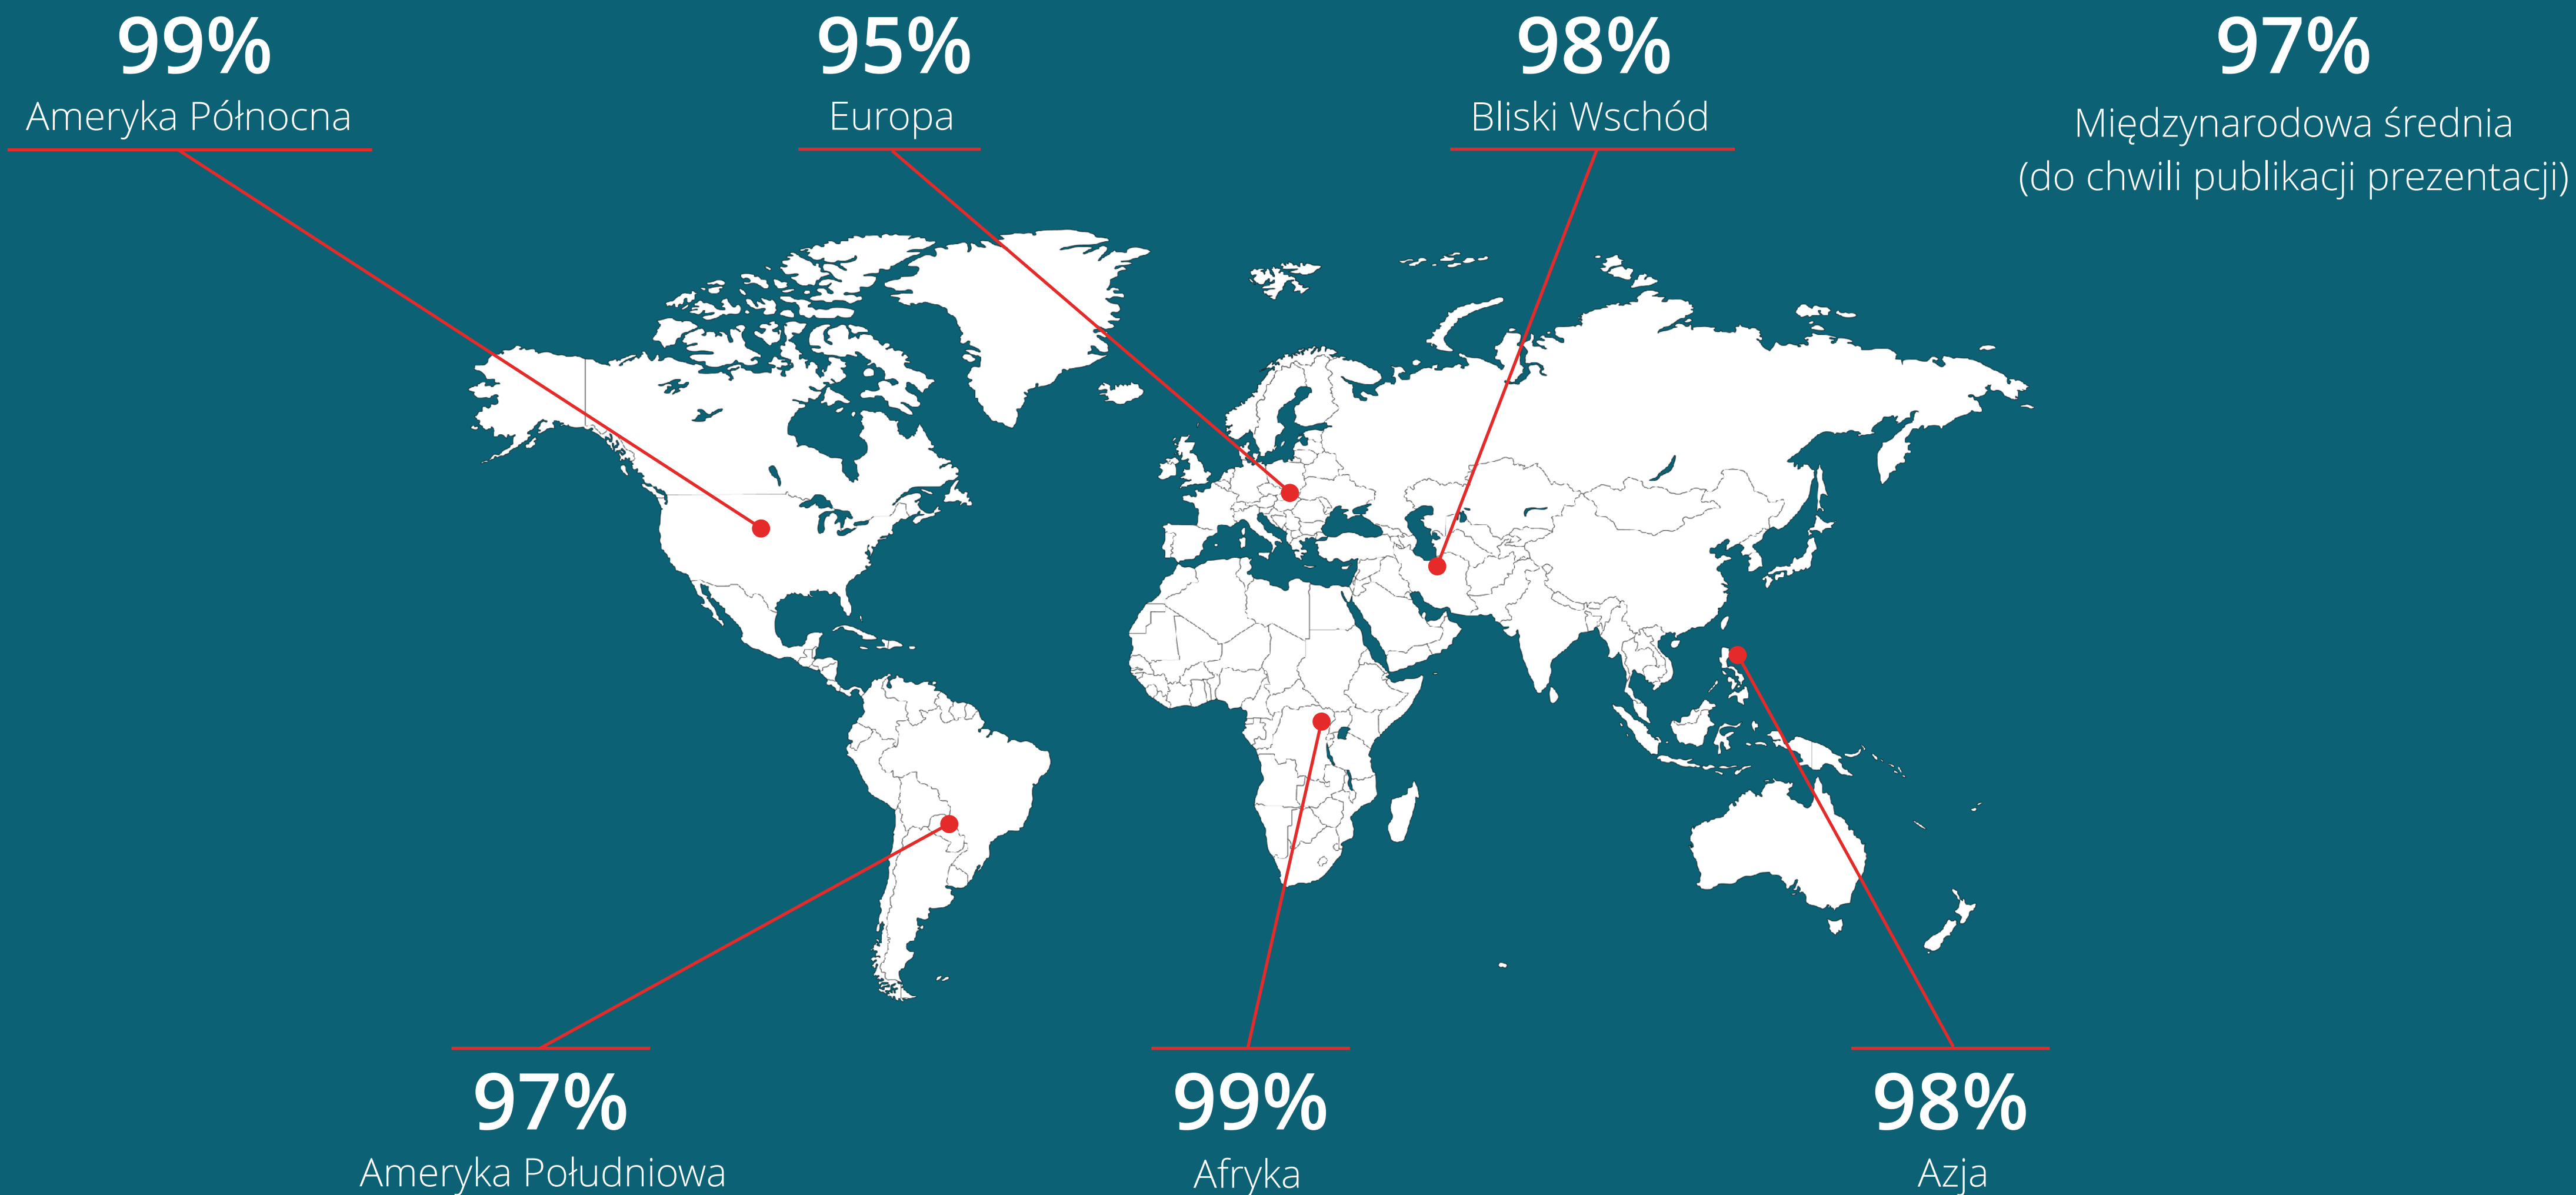 99%
Ameryka Północna
95%
Europa
98%
Bliski Wschód
97%
Międzynarodowa średnia
(do chwili publikacji prezentacji)
97%
Ameryka Południowa
99%
Afryka
98%
Azja